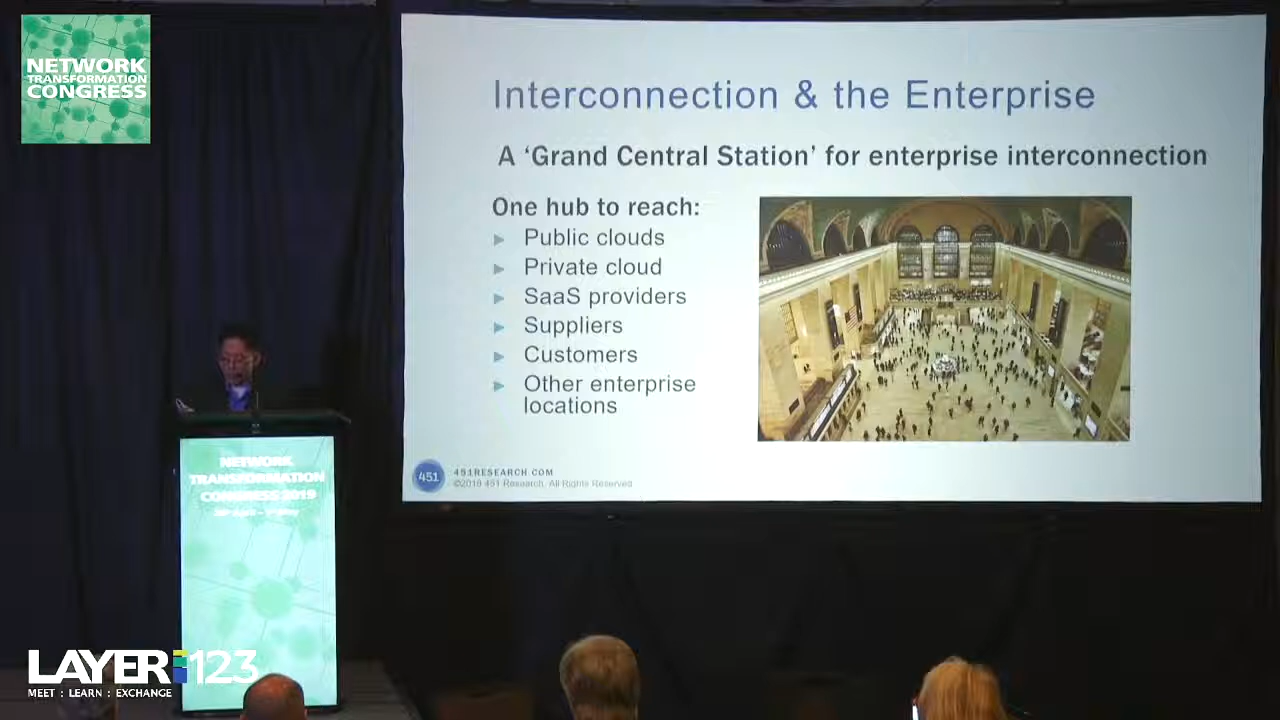 NETWORK
TRANSFORMATION
CONGRESS
Interconnection & the Enterprise
A ‘Grand Central Station’ for enterprise interconnection
One hub to reach:
Public clouds
Private cloud
SaaS providers
Suppliers
Customers
Other enterprise
locations
451
451RESEARCH.COM
©2019 451 Research. All Rights Reserved
NETWORK
TRANSFORMATION
CONGRESS 2019
LAYER123
MEET : LEARN : EXCHANGE